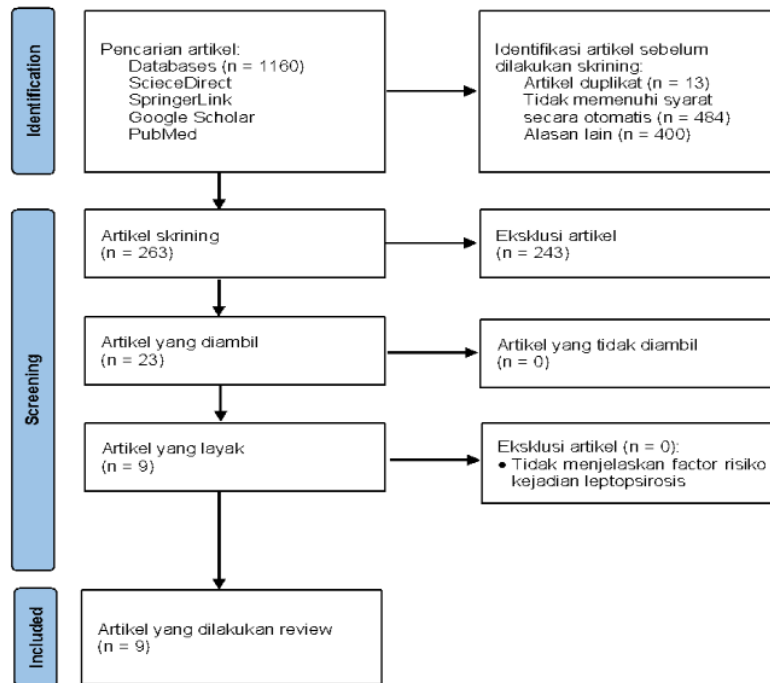 Identification
Pencarian artikel:
Databases (n = 1160)
ScieceDirect
SpringerLink
Google Scholar
PubMed
Identifikasi artikel sebelum
dilakukan skrining:
Artikel duplikat (n = 13)
Tidak memenuhi syarat
secara otomatis (n = 484)
Alasan lain (n = 400)
Screening
Artikel skrining
(n = 263)
Eksklusi artikel
(n = 243)
Artikel yang diambil
(n = 23)
Artikel yang tidak diambil
(n = 0)
Artikel yang layak
(n = 9)
Eksklusi artikel (n = 0):
• Tidak menjelaskan factor risiko
kejadian leptopsirosis
Included
Artikel yang dilakukan review
(n = 9)